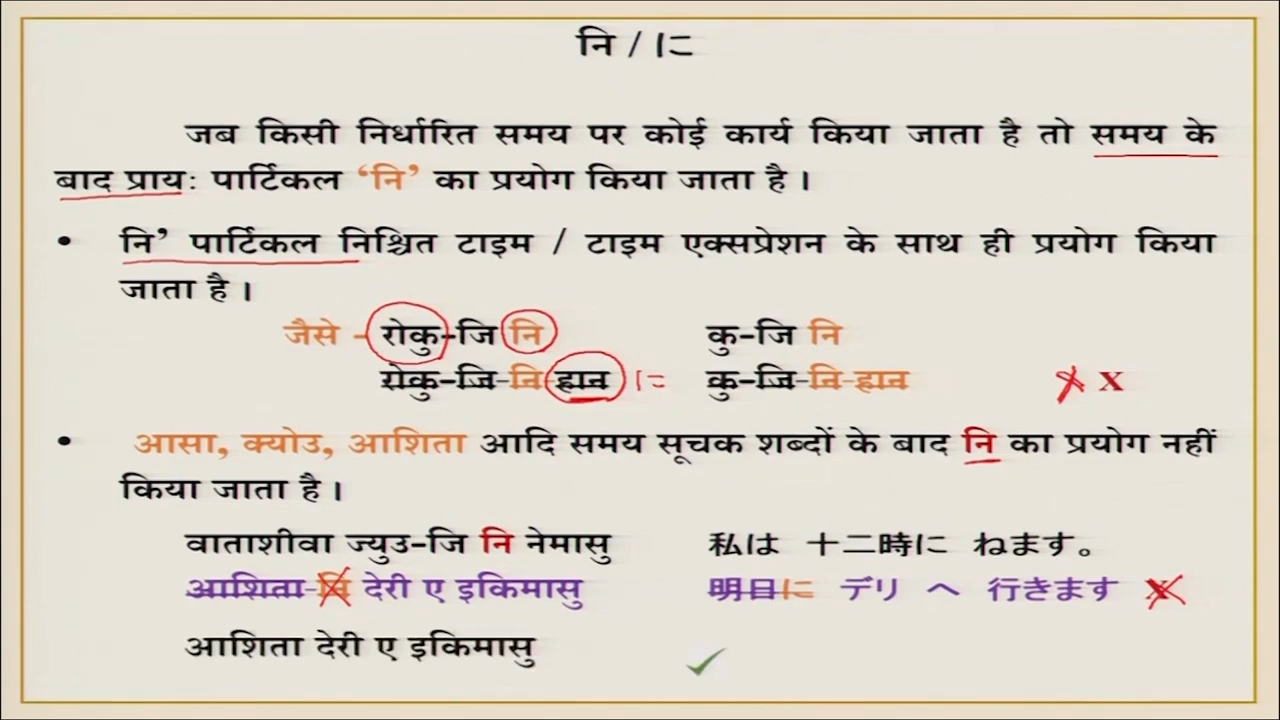 नि / に
जब किसी निर्धारित समय पर कोई कार्य किया जाता है तो समय के
बाद प्राय: पार्टिकल ‘नि’ का प्रयोग किया जाता है ।
• नि’ पार्टिकल निश्चित टाइम / टाइम एक्सप्रेशन के साथ ही प्रयोग किया
जाता है ।
जैसे - रोकु-जि नि कु-जि नि
रोकु-जि-नि-हान に कु-जि-नि-हान x X
• आसा, क्योउ, आशिता आदि समय सूचक शब्दों के बाद नि का प्रयोग नहीं
किया जाता है ।
वाताशीवा ज्युउ-जि नि नेमासु 私は 十二時に ねます。
आशिता-नि देरी ए इकिमासु 明日に デリ へ 行きます x
आशिता देरी ए इकिमासु